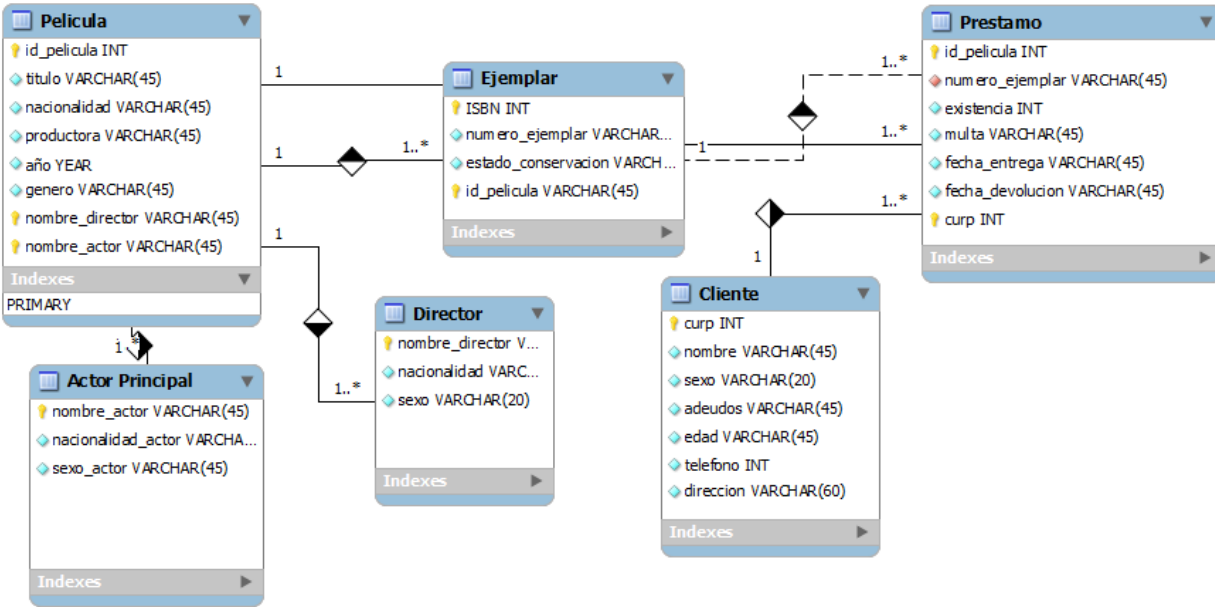 Pelicula
id_pelicula INT
titulo VARCHAR(45)
nacionalidad VARCHAR(45)
productora VARCHAR(45)
año YEAR
genero VARCHAR(45)
nombre_director VARCHAR(45)
nombre_actor VARCHAR(45)
Indexes
PRIMARY
1
1
1..*
1
1..*
Ejemplar
ISBN INT
numero_ejemplar VARCHAR...
estado_conservacion VARCH...
id_pelicula VARCHAR(45)
Indexes
1
1..*
1..*
1..*
1
Prestamo
id_pelicula INT
numero_ejemplar VARCHAR(45)
existencia INT
multa VARCHAR(45)
fecha_entrega VARCHAR(45)
fecha_devolucion VARCHAR(45)
curp INT
Indexes
Actor Principal
nombre_actor VARCHAR(45)
nacionalidad_actor VARCHA...
sexo_actor VARCHAR(45)
Indexes
Director
nombre_director V...
nacionalidad VARC...
sexo VARCHAR(20)
Indexes
Cliente
curp INT
nombre VARCHAR(45)
sexo VARCHAR(20)
adeudos VARCHAR(45)
edad VARCHAR(45)
telefono INT
direccion VARCHAR(60)
Indexes